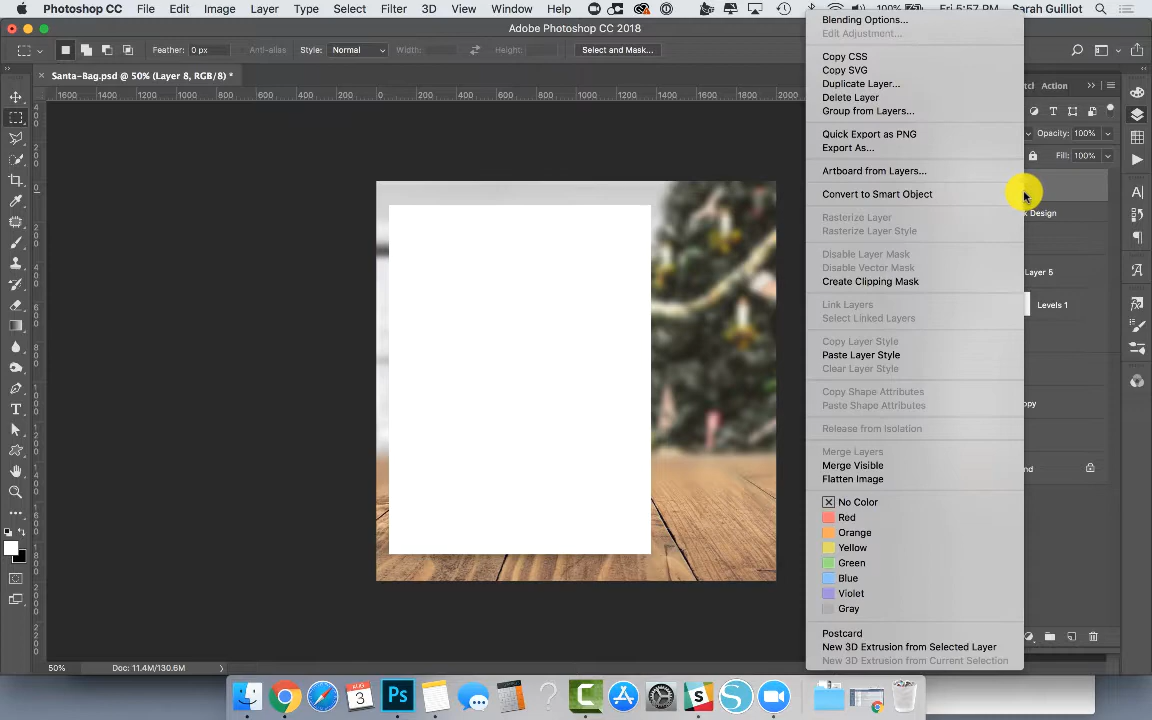 Photoshop CC File Edit Image Layer Type Select Filter 3D View Window Help 100% Fri 5:57 PM Sarah Guilliot
Adobe Photoshop CC 2018
Feather: 0 px Anti-alias Style: Normal Width: Height: Select and Mask...
Santa-Bag.psd @ 50% (Layer 8, RGB/8) *
1600 1400 1200 1000 800 600 400 200 0 200 400 600 800 1000 1200 1400 1600 1800 2000
Action
Opacity: 100%
Fill: 100%
Blending Options...
Edit Adjustment...
Copy CSS
Copy SVG
Duplicate Layer...
Delete Layer
Group from Layers...
Quick Export as PNG
Export As...
Artboard from Layers...
Convert to Smart Object
Rasterize Layer
Rasterize Layer Style
Disable Layer Mask
Disable Vector Mask
Create Clipping Mask
Link Layers
Select Linked Layers
Copy Layer Style
Paste Layer Style
Clear Layer Style
Copy Shape Attributes
Paste Shape Attributes
Release from Isolation
Merge Layers
Merge Visible
Flatten Image
No Color
Red
Orange
Yellow
Green
Blue
Violet
Gray
Postcard
New 3D Extrusion from Selected Layer
New 3D Extrusion from Current Selection
Design
Layer 5
Levels 1
50% Doc: 11.4M/130.6M
AUG
3
Ps